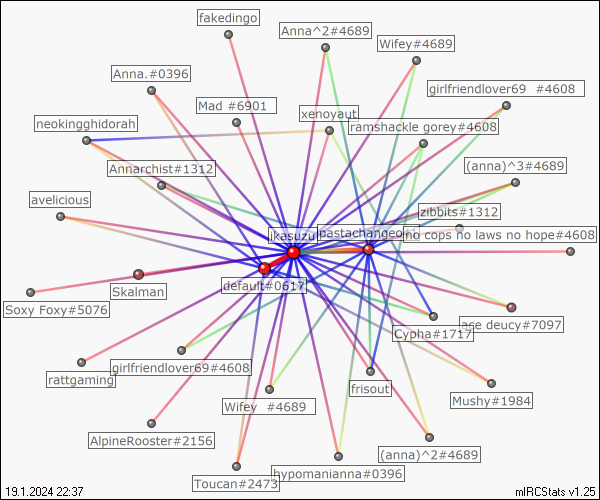 fakedingo
Anna^2#4689
Wifey#4689
Anna.#0396
girlfriendlover69 #4608
Mad #6901
xenoyaut
neokingghidorah
ramshackle gorey#4608
Annarchist#1312
(anna)^3#4689
avelicious
zibbits#1312
ikasuzu
no cops no laws no hope#4608
default#0617
Skalman
Soxy Foxy#5076
ace deucy#7097
Cypha#1717
girlfriendlover69#4608
rattgaming
frisout
Mushy#1984
Wifey #4689
AlpineRooster#2156
(anna)^2#4689
hypomanianna#0396
Toucan#2473
19.1.2024 22:37
mIRCStats v1.25